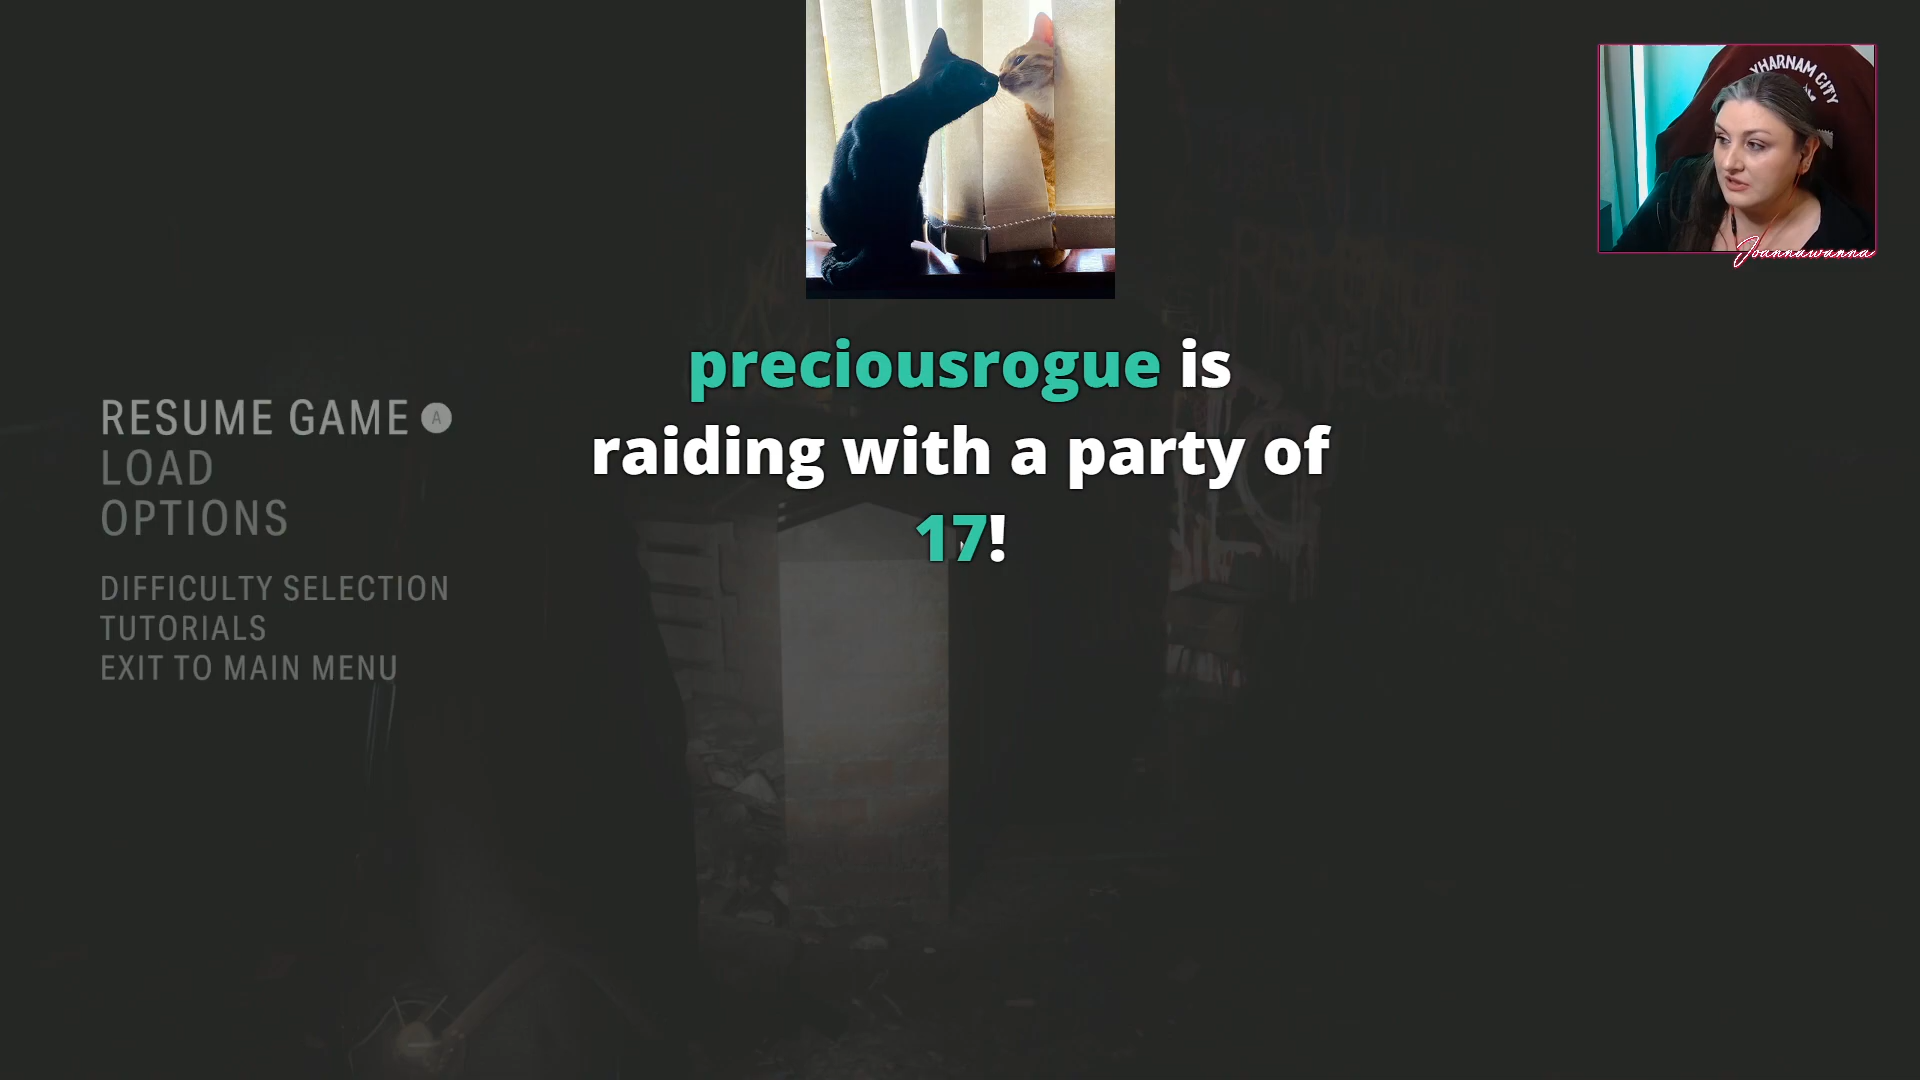 YHARNAM CITY
Joannawanna
preciousrogue is
raiding with a party of
17!
RESUME GAME A
LOAD
OPTIONS
DIFFICULTY SELECTION
TUTORIALS
EXIT TO MAIN MENU